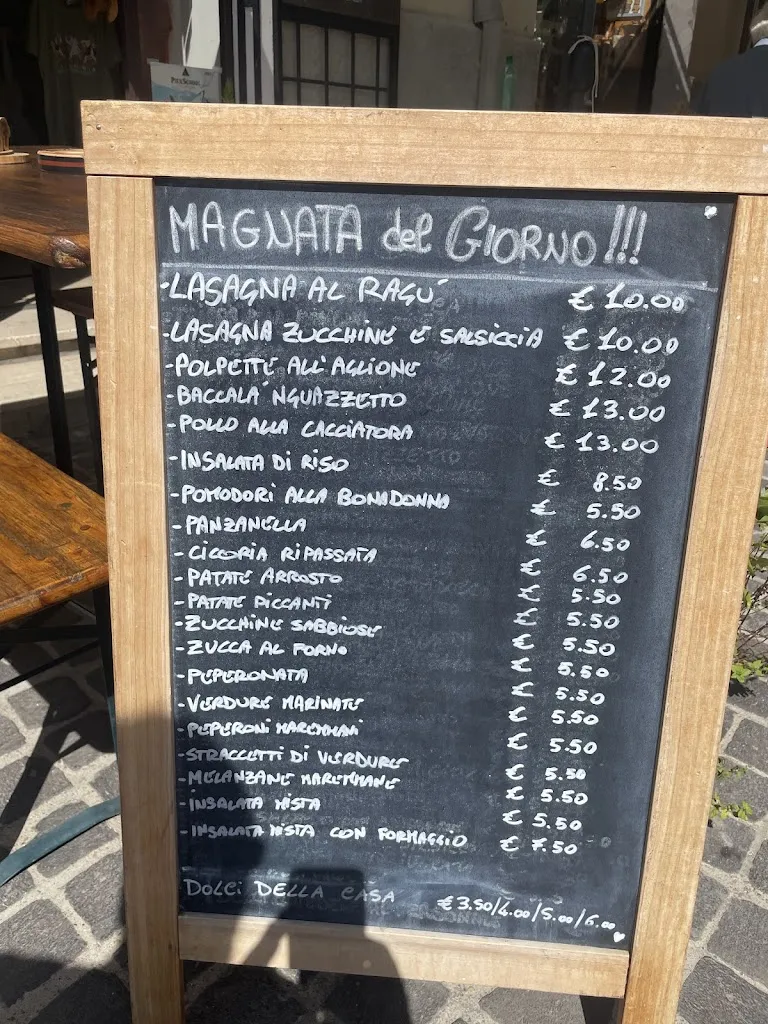 MAGNATA del GIORNO!!!
-LASAGNA AL RAGU' € 10.00
-LASAGNA ZUCCHINE E SALSICCIA € 10.00
-POLPETTE ALL'AGLIONE € 12.00
-BACCALA' 'NGUAZZETTO € 13.00
-POLLO ALLA CACCIATORA € 13.00
-INSALATA DI RISO € 8.50
-POMODORI ALLA BONADONNA € 5.50
-PANZANELLA € 6.50
-CICORIA RIPASSATA € 6.50
-PATATE ARROSTO € 5.50
-PATATE PICCANTI € 5.50
-ZUCCHINE SABBIOSE € 5.50
-ZUCCA AL FORNO € 5.50
-PEPERONATA € 5.50
-VERDURE MARINATE € 5.50
-PEPERONI MAREMMANI € 5.50
-STRACCETTI DI VERDURE € 5.50
-MELANZANE MAREMMANE € 5.50
-INSALATA MISTA € 5.50
-INSALATA MISTA CON FORMAGGIO € 7.50
DOLCI DELLA CASA € 3.50/4.00/5.00/6.00